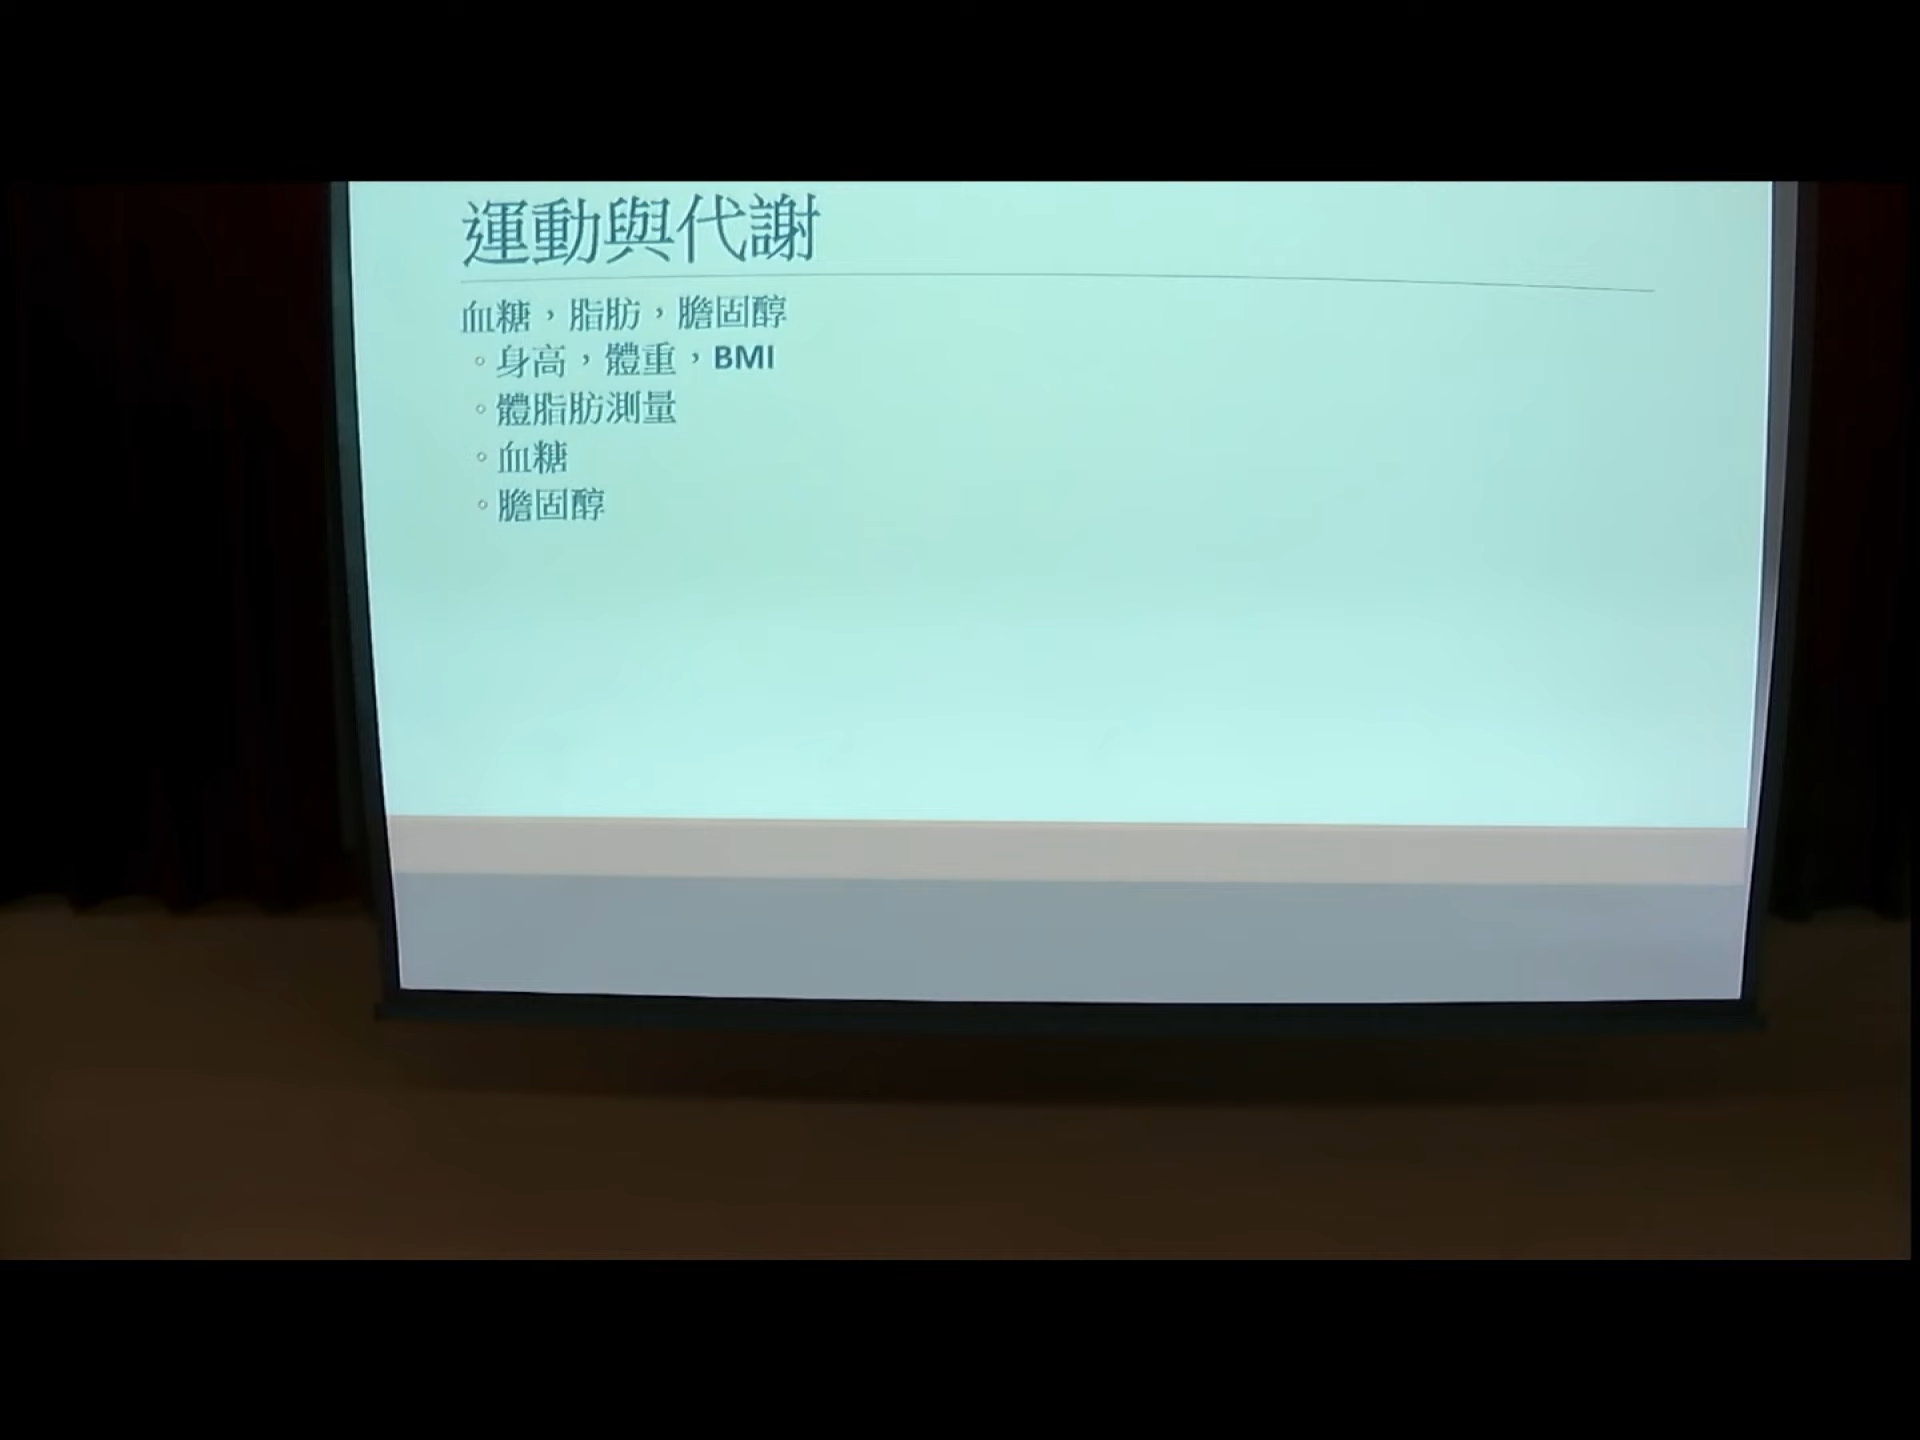 運動與代謝
血糖，脂肪，膽固醇
◦ 身高，體重，BMI
◦ 體脂肪測量
◦ 血糖
◦ 膽固醇